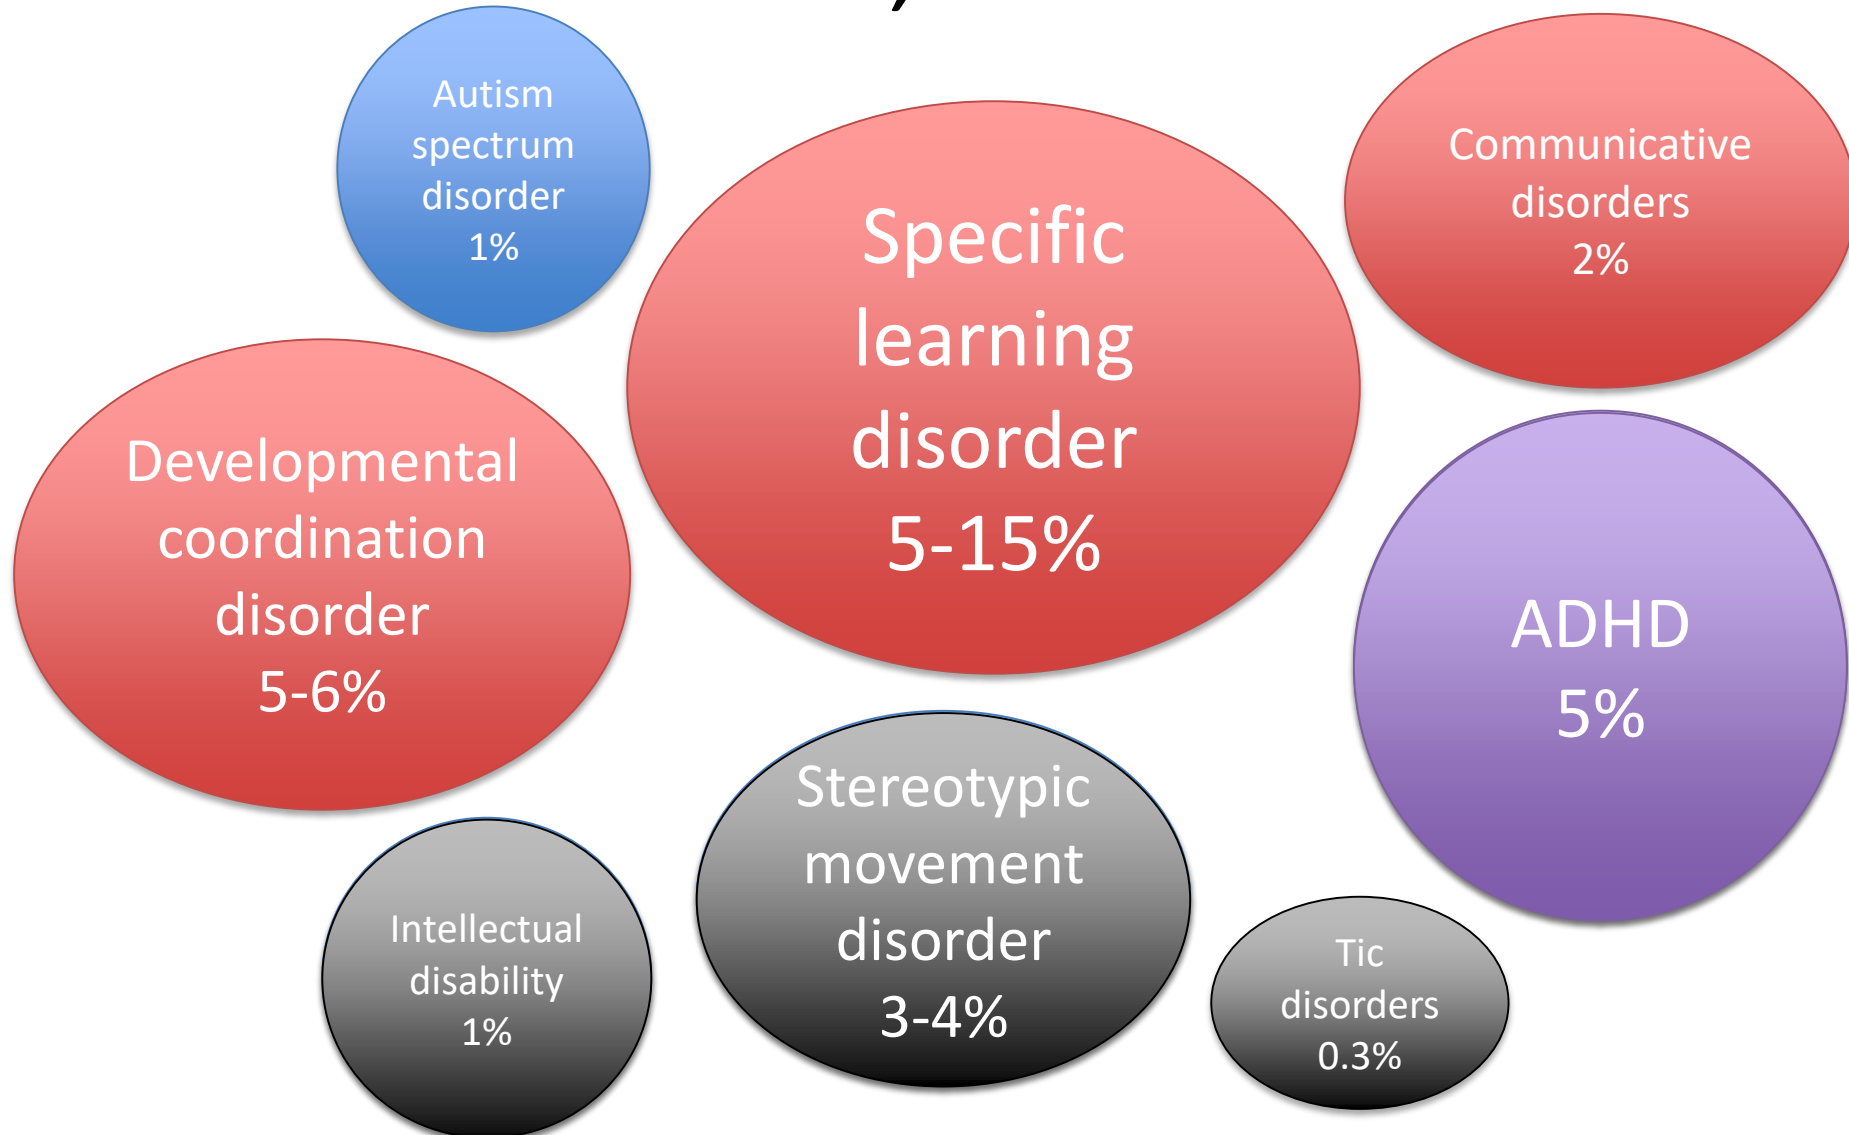 Autism
spectrum
disorder
1%
Specific
learning
disorder
5-15%
Communicative
disorders
2%
Developmental
coordination
disorder
5-6%
ADHD
5%
Stereotypic
movement
disorder
3-4%
Intellectual
disability
1%
Tic
disorders
0.3%